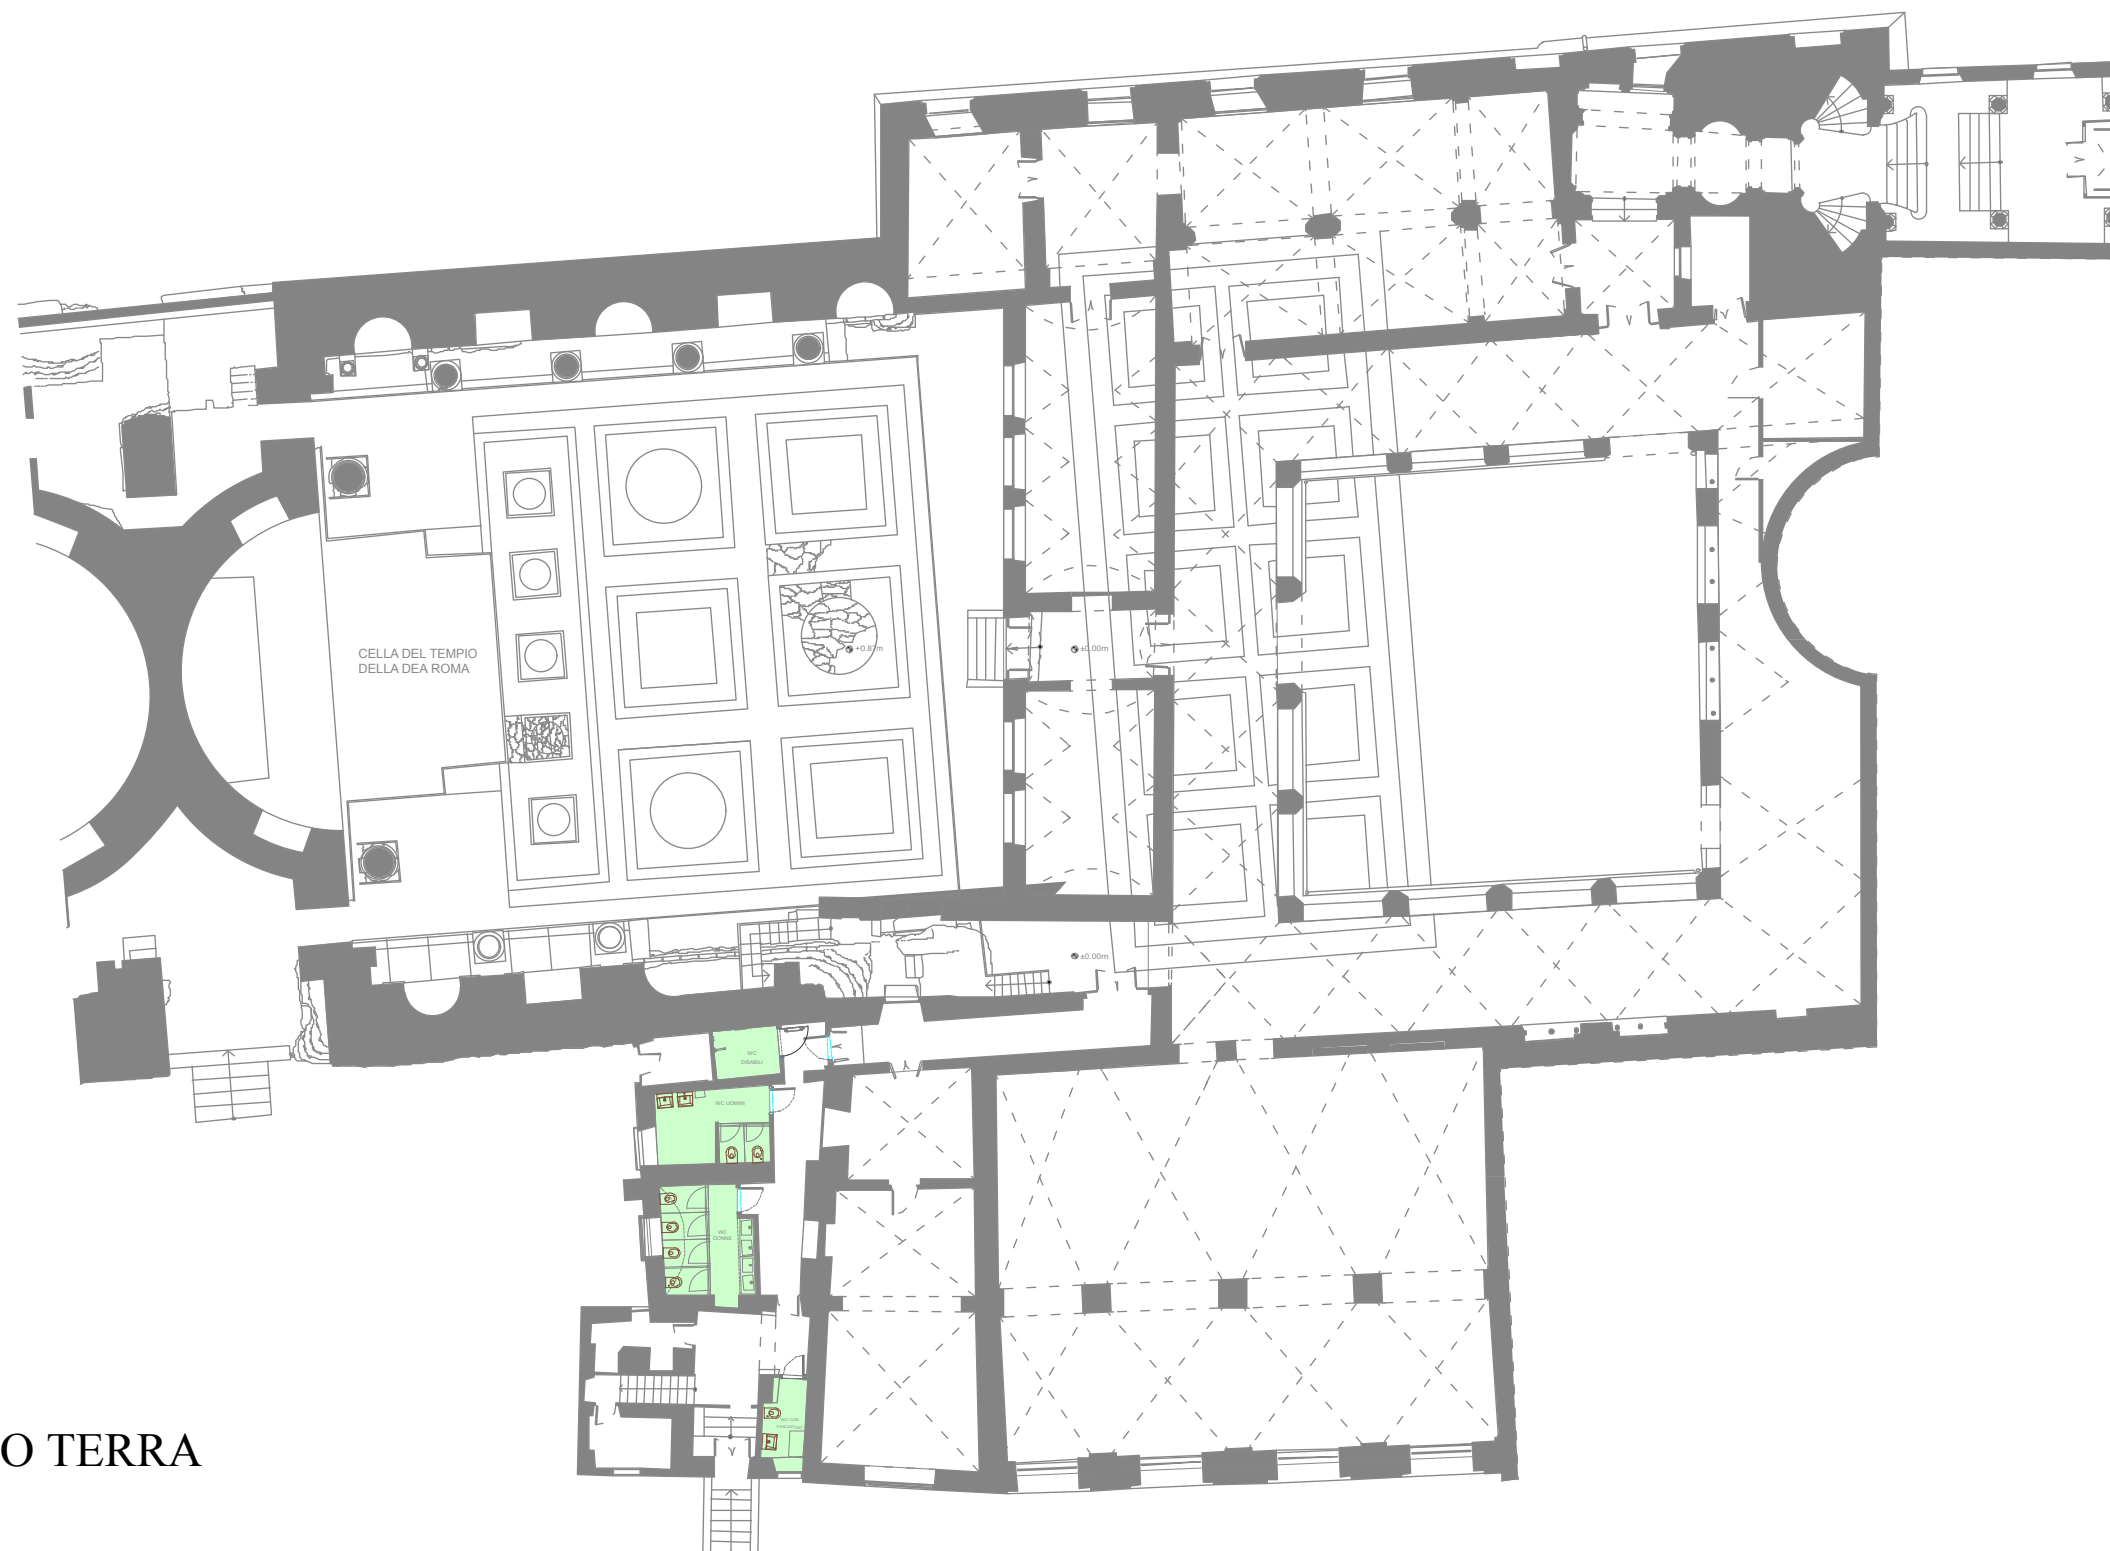 CELLA DEL TEMPIO
DELLA DEA ROMA
+0.87m
±0.00m
±0.00m
WC
DISABILI
WC UOMINI
WC
DONNE
O TERRA